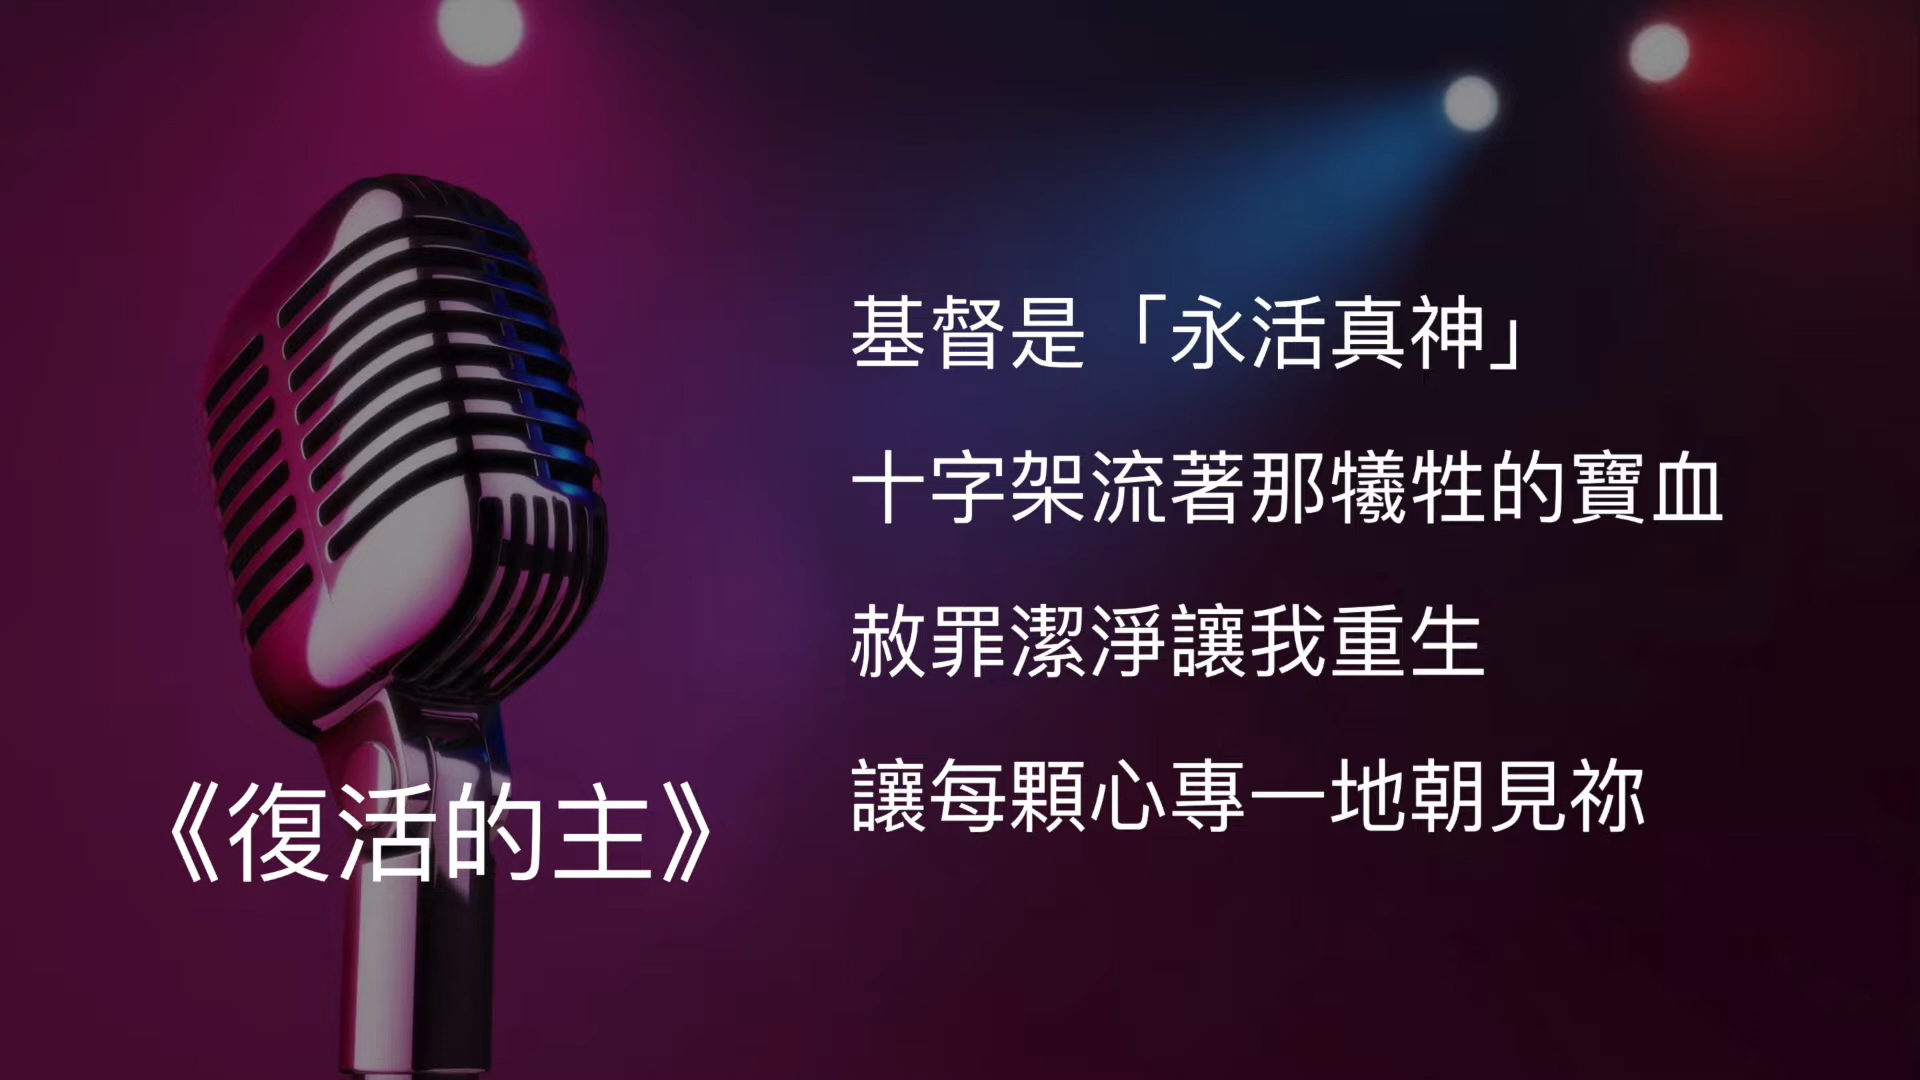 基督是「永活真神」
十字架流著那犧牲的寶血
赦罪潔淨讓我重生
讓每顆心專一地朝見祢
《復活的主》